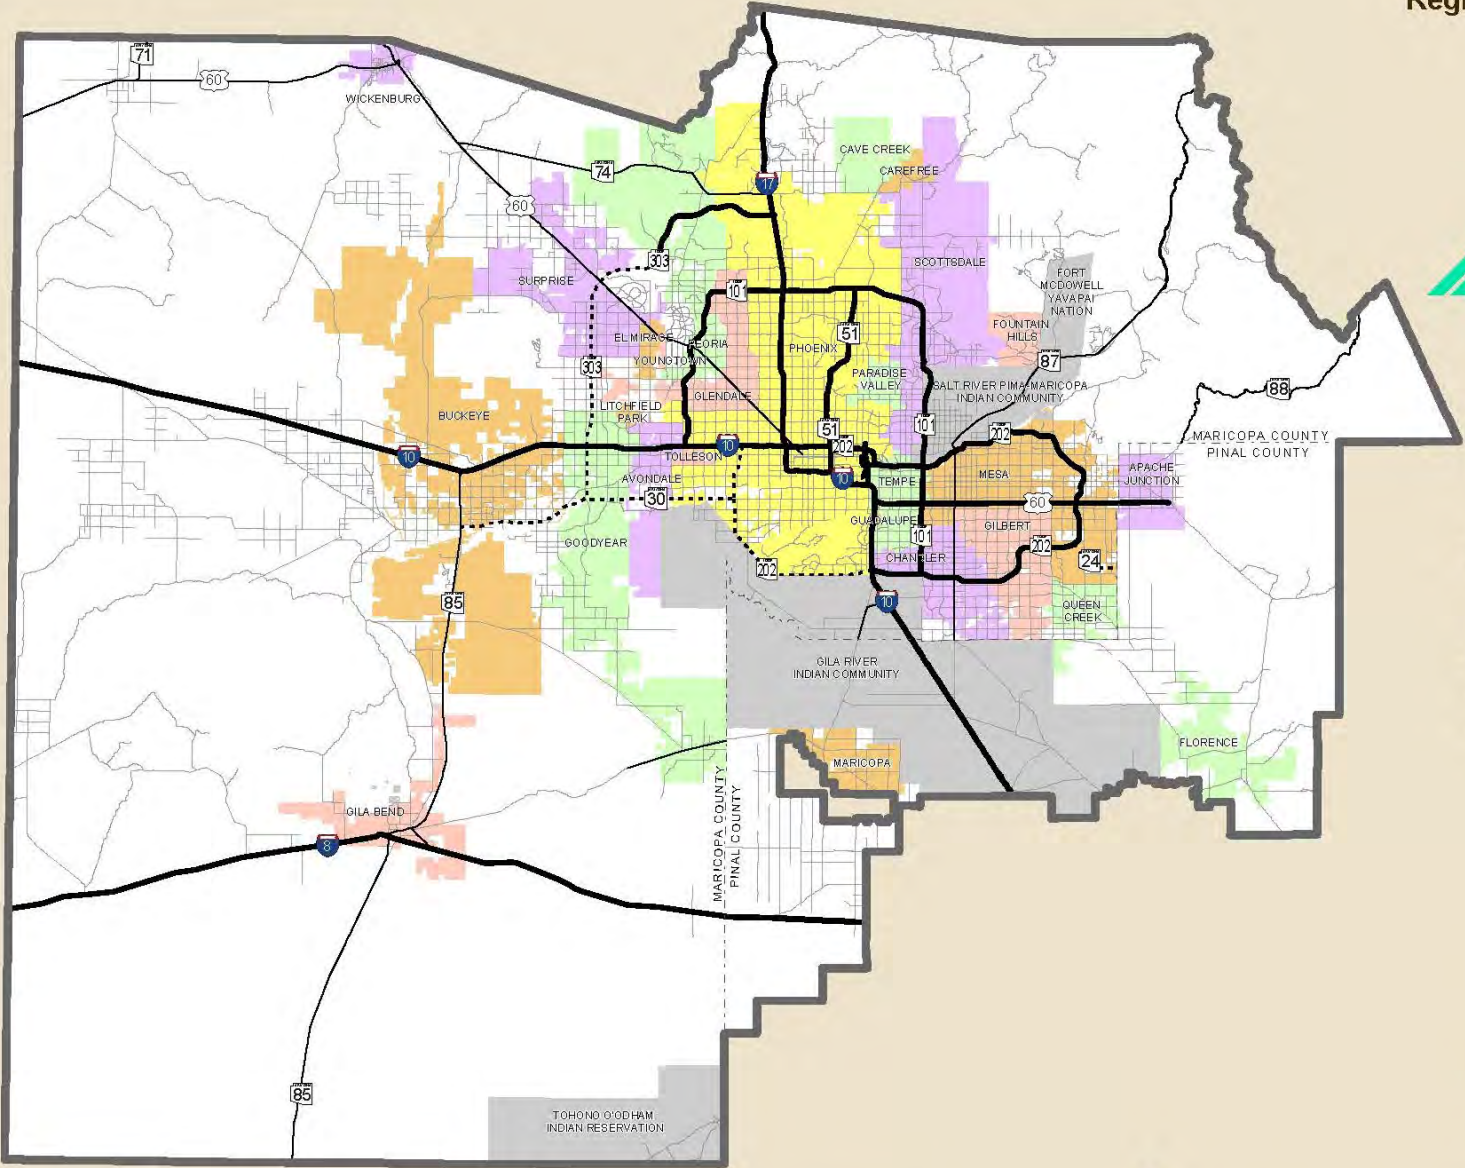 Regi
71
60
WICKENBURG
CAVE CREEK
74
CAREFREE
17
60
303
SCOTTSDALE
FORT
MCDOWELL
YAVAPAI
NATION
SURPRISE
101
FOUNTAIN
HILLS
51
EL MIRAGE
PEORIA
PHOENIX
YOUNGTOWN
87
303
PARADISE
VALLEY
SALT RIVER PIMA-MARICOPA
INDIAN COMMUNITY
88
GLENDALE
LITCHFIELD
PARK
BUCKEYE
51
101
202
MARICOPA COUNTY
PINAL COUNTY
10
10
202
TOLLESON
APACHE
JUNCTION
AVONDALE
10
TEMPE
MESA
30
60
GUADALUPE
GILBERT
101
GOODYEAR
202
CHANDLER
24
202
85
10
QUEEN
CREEK
GILA RIVER
INDIAN COMMUNITY
FLORENCE
MARICOPA
MARICOPA COUNTY
PINAL COUNTY
GILA BEND
8
85
TOHONO O'ODHAM
INDIAN RESERVATION